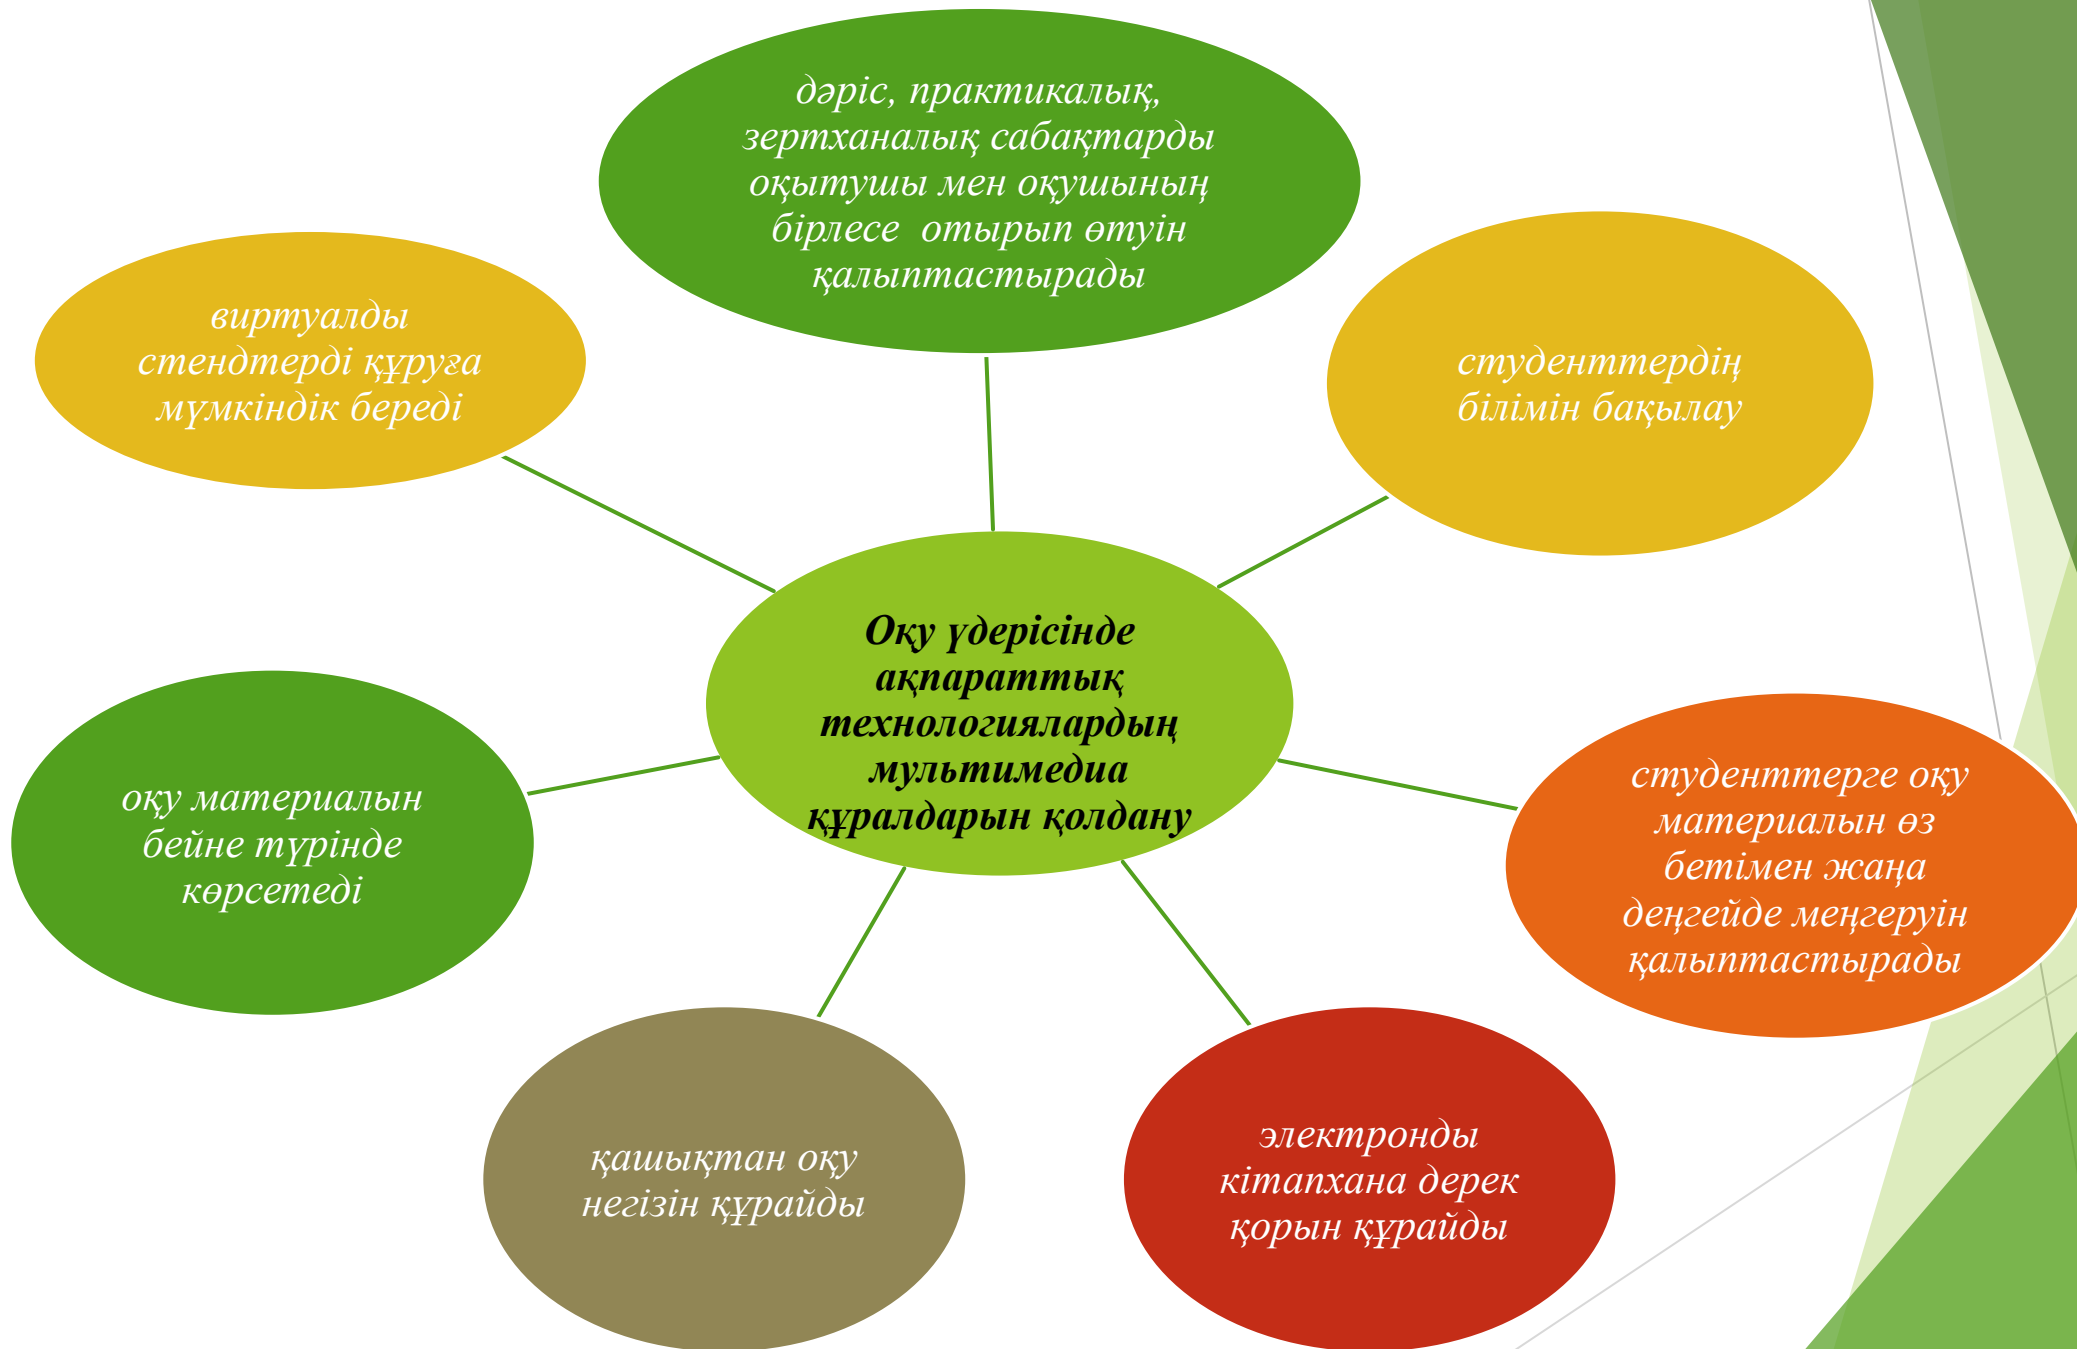 дәріс, практикалық,
зертханалық сабақтарды
оқытушы мен оқушының
бірлесе отырып өтуін
қалыптастырады
виртуалды
стендтерді құруға
мүмкіндік береді
студенттердің
білімін бақылау
Оқу үдерісінде
ақпараттық
технологиялардың
мультимедиа
құралдарын қолдану
студенттерге оқу
материалын өз
бетімен жаңа
деңгейде меңгеруін
қалыптастырады
оқу материалын
бейне түрінде
көрсетеді
қашықтан оқу
негізін құрайды
электронды
кітапхана дерек
қорын құрайды